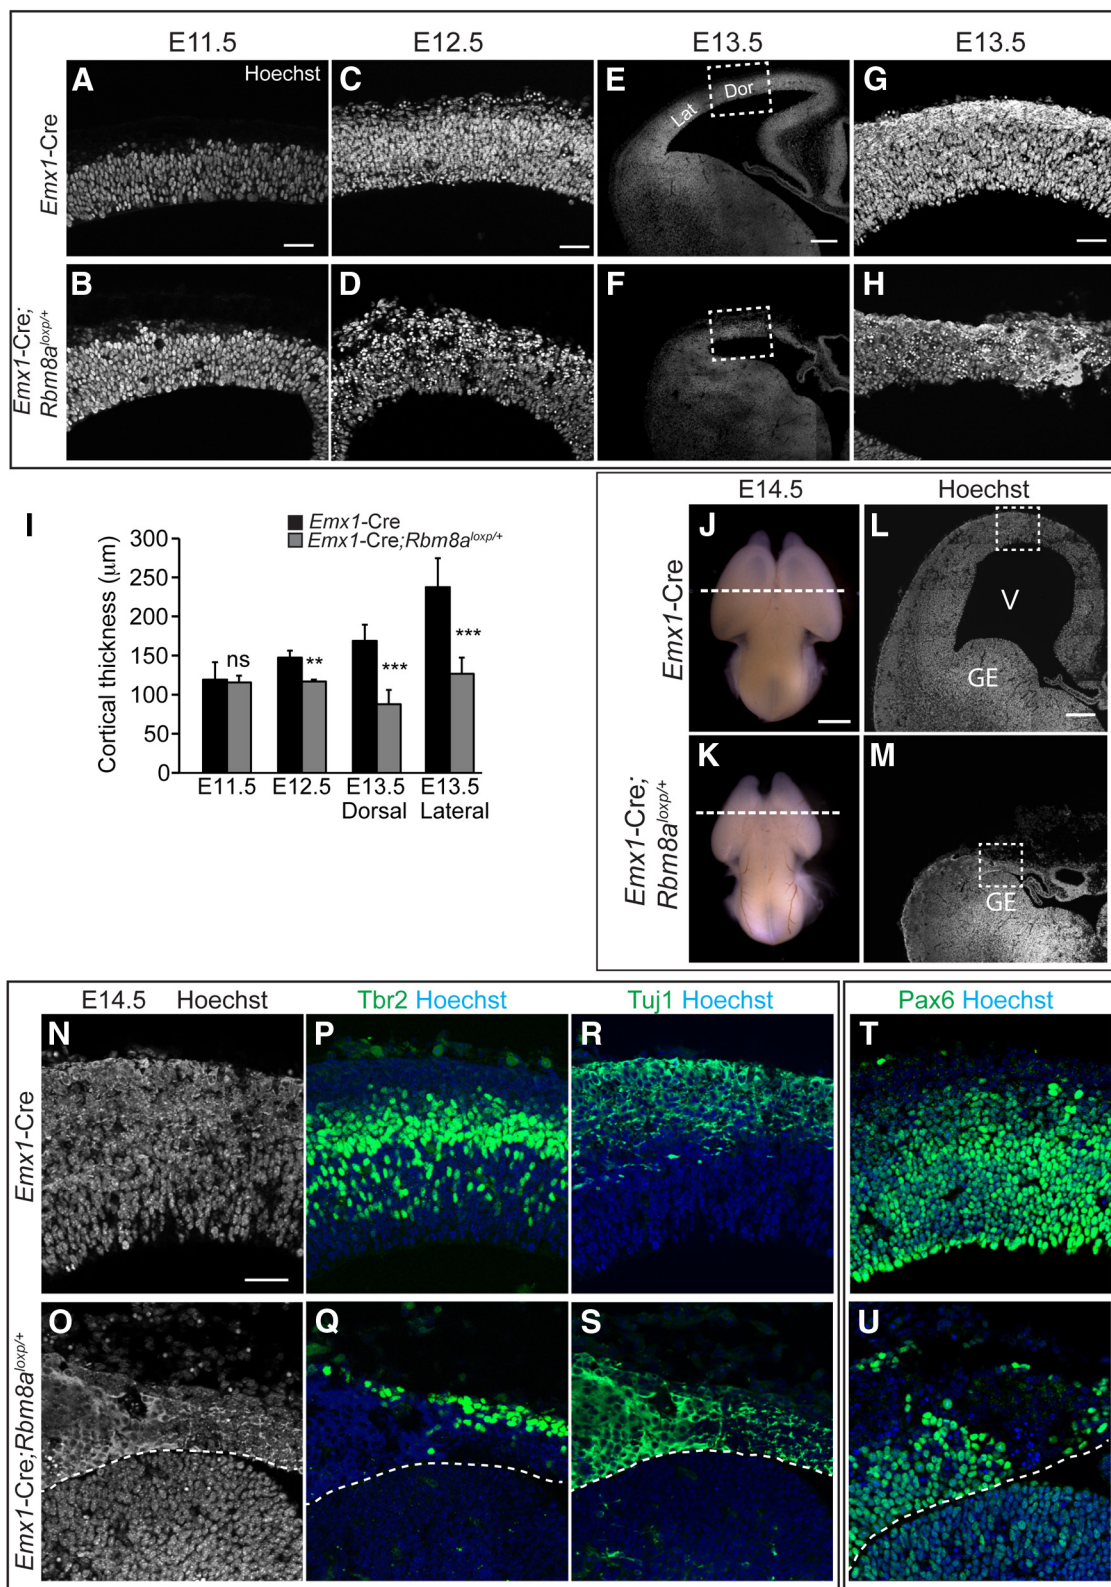 E11.5 E12.5 E13.5 E13.5
A Hoechst C E Lat Dor G
Emx1-Cre
B D F H
Emx1-Cre;
Rbm8a^loxp/+
I
Emx1-Cre
Emx1-Cre;Rbm8a^loxp/+
Cortical thickness (µm)
300
250
200
150
100
50
0
ns
**
***
***
E11.5 E12.5 E13.5 E13.5
Dorsal Lateral
E14.5 Hoechst
J L
V
GE
Emx1-Cre
K M
GE
Emx1-Cre;
Rbm8a^loxp/+
E14.5 Hoechst Tbr2 Hoechst Tuj1 Hoechst Pax6 Hoechst
N P R T
Emx1-Cre
O Q S U
Emx1-Cre;Rbm8a^loxp/+